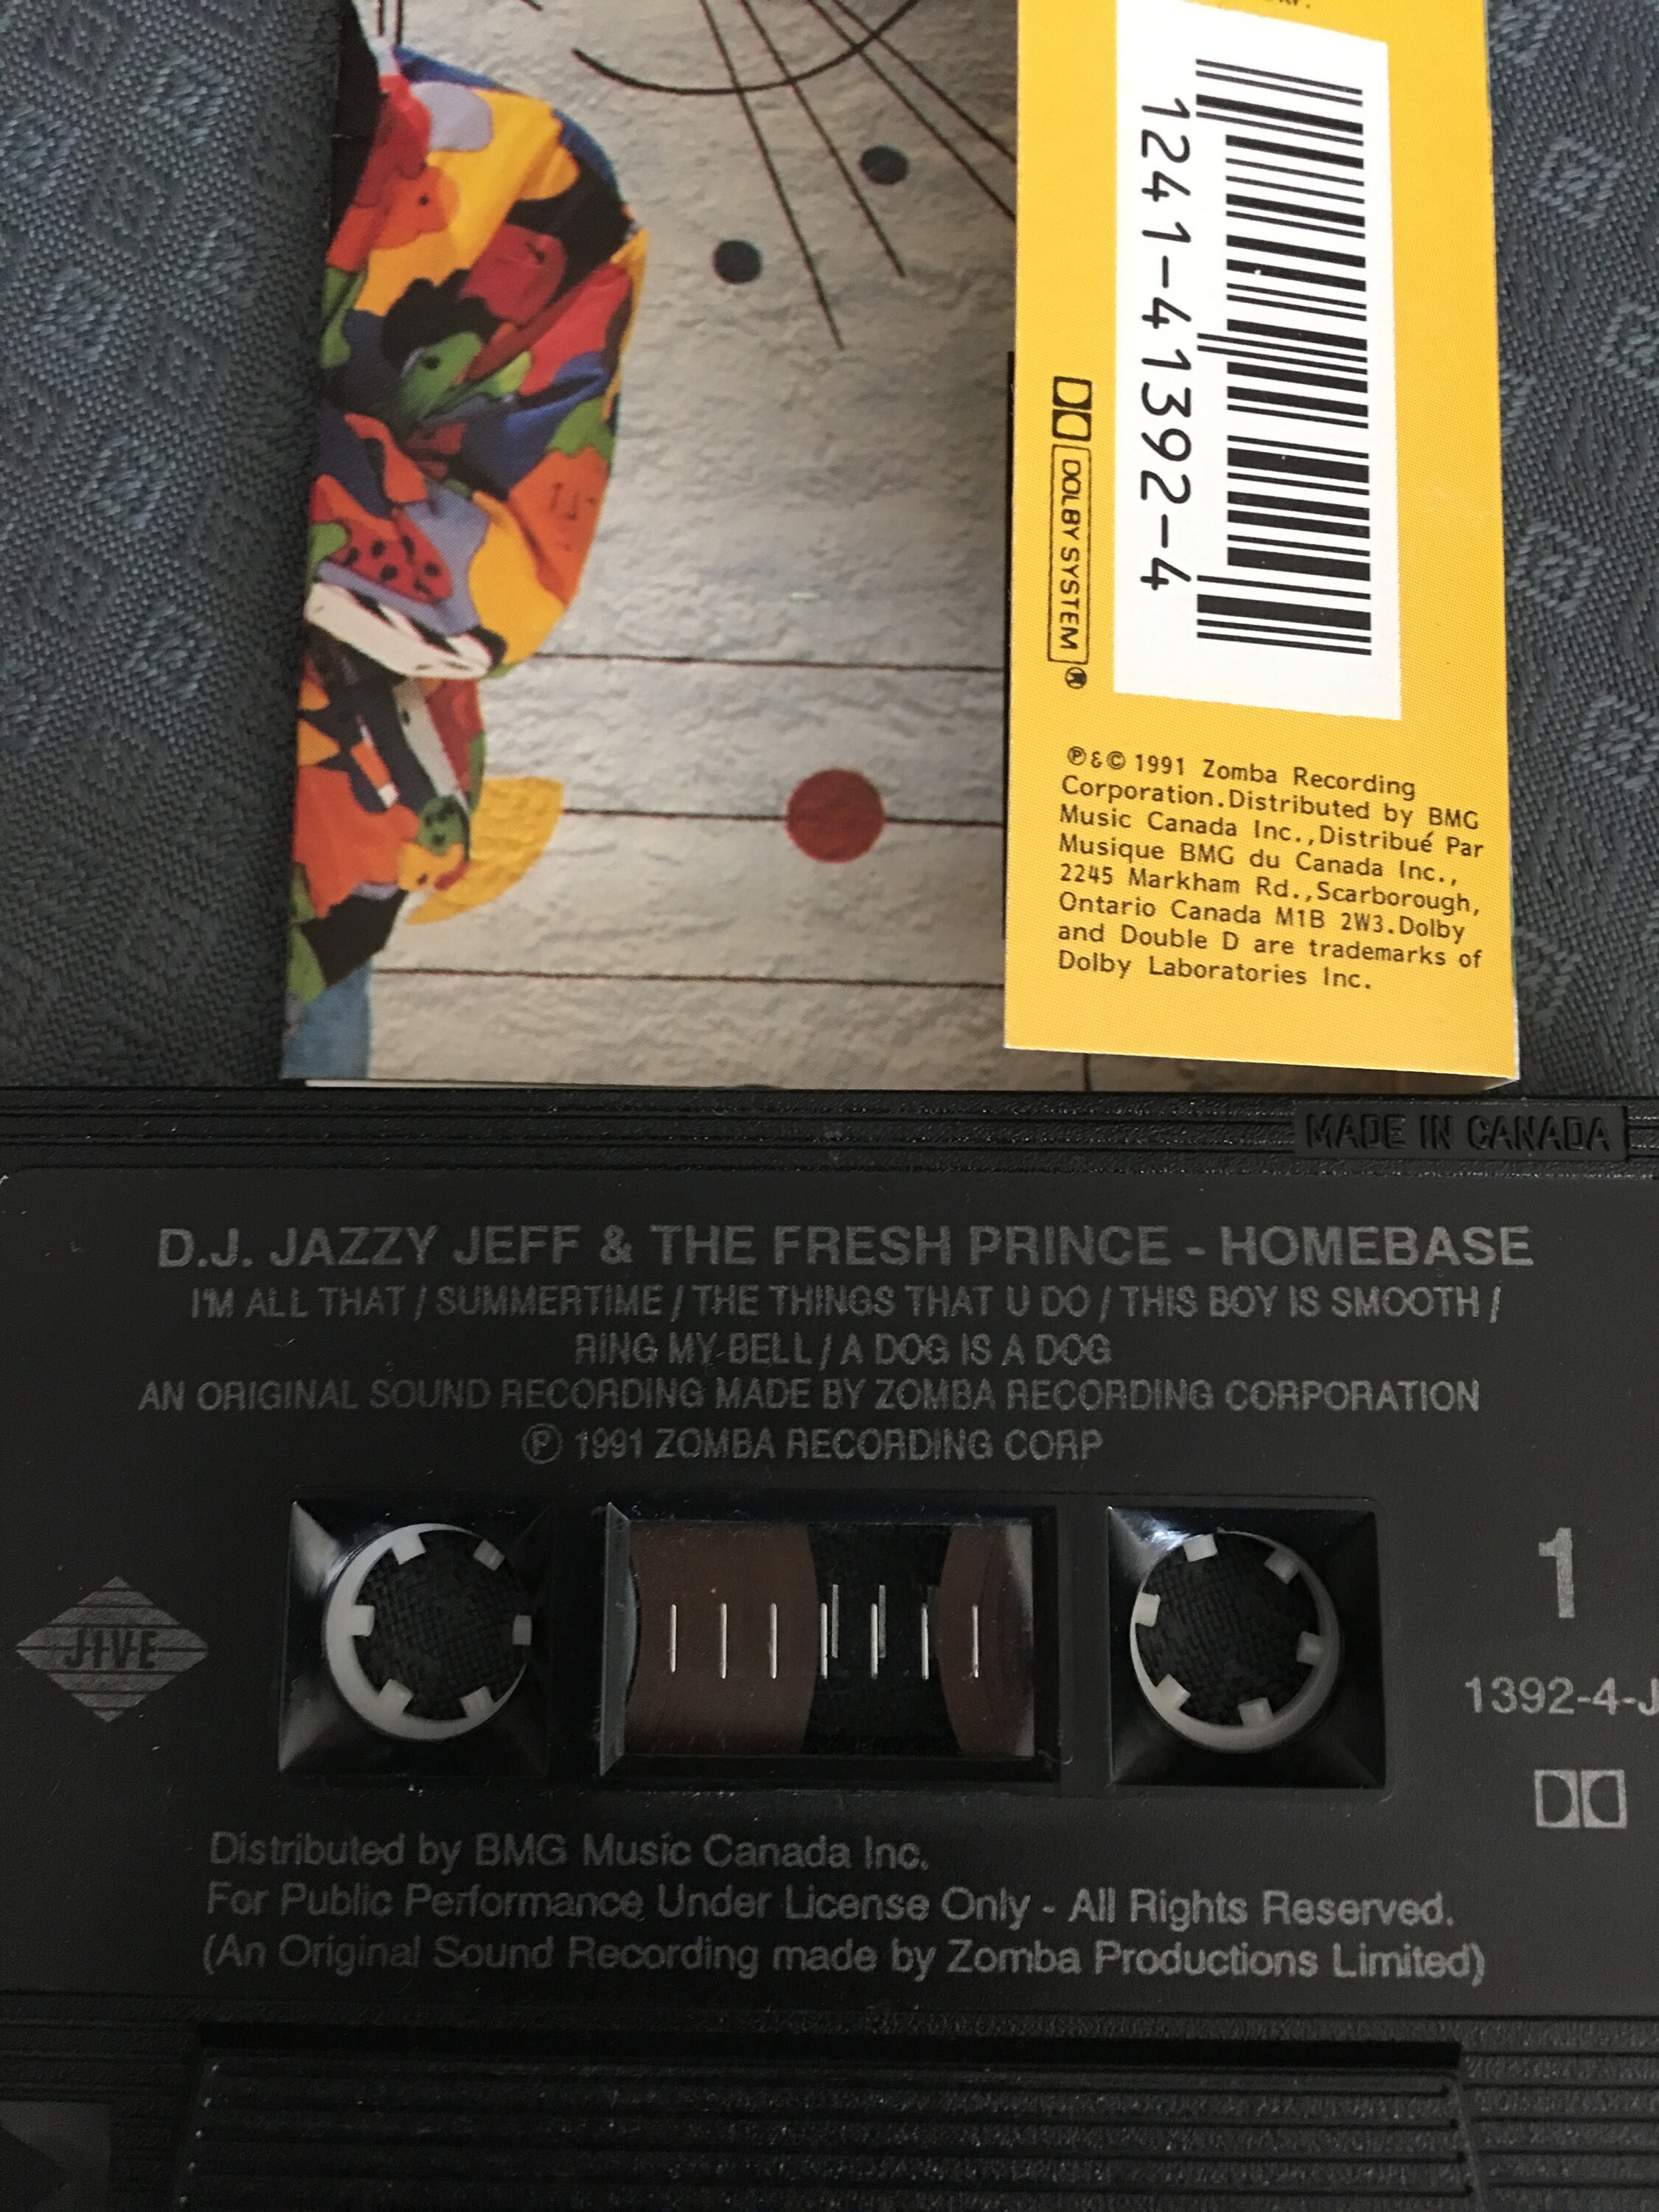 1241-41392-4
DOLBY SYSTEM ®
℗&© 1991 Zomba Recording
Corporation.Distributed by BMG
Music Canada Inc.,Distribué Par
Musique BMG du Canada Inc.,
2245 Markham Rd.,Scarborough,
Ontario Canada M1B 2W3.Dolby
and Double D are trademarks of
Dolby Laboratories Inc.
MADE IN CANADA
D.J. JAZZY JEFF & THE FRESH PRINCE - HOMEBASE
I'M ALL THAT / SUMMERTIME / THE THINGS THAT U DO / THIS BOY IS SMOOTH /
RING MY BELL / A DOG IS A DOG
AN ORIGINAL SOUND RECORDING MADE BY ZOMBA RECORDING CORPORATION
℗ 1991 ZOMBA RECORDING CORP
JIVE
1
1392-4-J
Distributed by BMG Music Canada Inc.
For Public Performance Under License Only - All Rights Reserved.
(An Original Sound Recording made by Zomba Productions Limited)